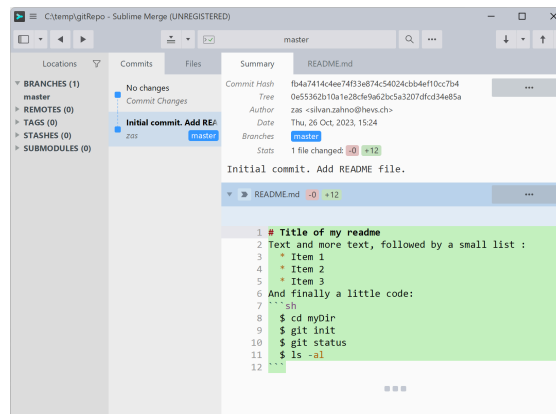 C:\temp\gitRepo - Sublime Merge (UNREGISTERED)
master
Locations
Commits
Files
Summary
README.md
BRANCHES (1)
master
REMOTES (0)
TAGS (0)
STASHES (0)
SUBMODULES (0)
No changes
Commit Changes
Initial commit. Add REA
zas master
Commit Hash fb4a7414c4ee74f33e874c54024cbb4ef10cc7b4
Tree 0e55362b10a1e28cfe9a62bc5a3207dfcd34e85a
Author zas <silvan.zahno@hevs.ch>
Date Thu, 26 Oct, 2023, 15:24
Branches master
Stats 1 file changed: -0 +12
Initial commit. Add README file.
README.md -0 +12
1 # Title of my readme
2 Text and more text, followed by a small list :
3 * Item 1
4 * Item 2
5 * Item 3
6 And finally a little code:
7 ```sh
8 $ cd myDir
9 $ git init
10 $ git status
11 $ ls -al
12 ```